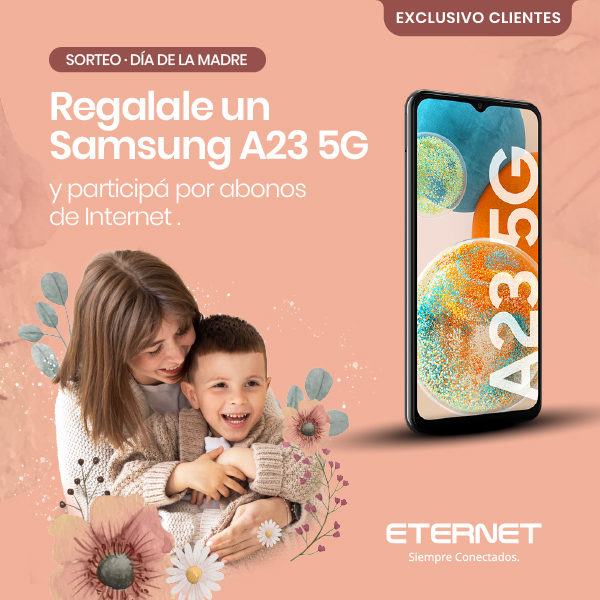 EXCLUSIVO CLIENTES
SORTEO · DÍA DE LA MADRE
Regalale un
Samsung A23 5G
y participá por abonos
de Internet .
A23 5G
ETERNET
Siempre Conectados.